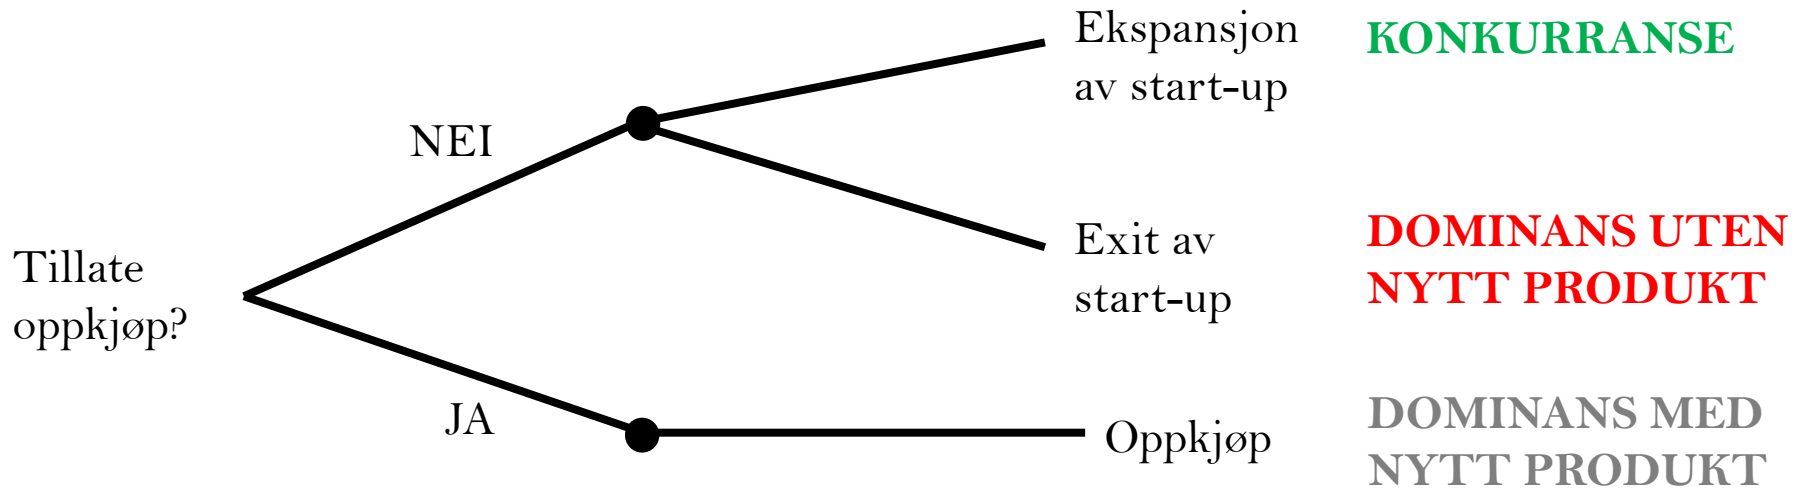 Ekspansjon
av start-up
KONKURRANSE
NEI
Exit av
start-up
DOMINANS UTEN
NYTT PRODUKT
Tillate
oppkjøp?
JA
Oppkjøp
DOMINANS MED
NYTT PRODUKT